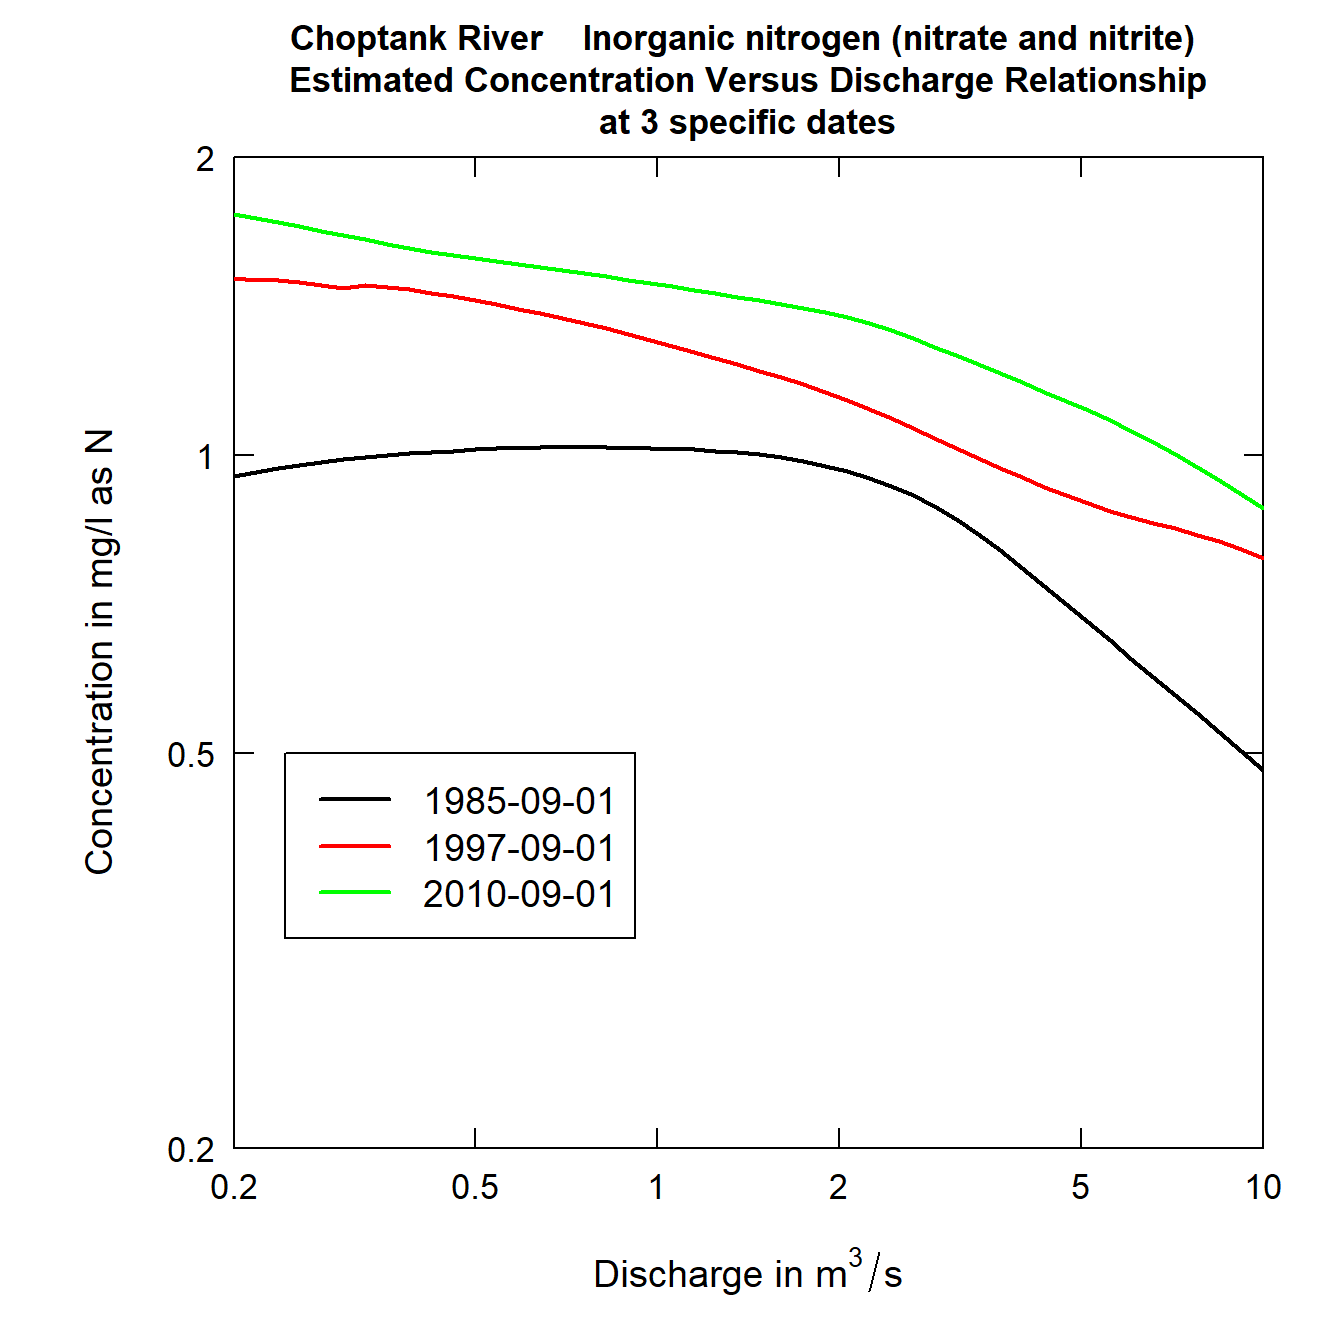 Choptank River    Inorganic nitrogen (nitrate and nitrite)
Estimated Concentration Versus Discharge Relationship
at 3 specific dates
2
1
0.5
0.2
Concentration in mg/l as N
1985-09-01
1997-09-01
2010-09-01
0.2 0.5 1 2 5 10
Discharge in m³/s